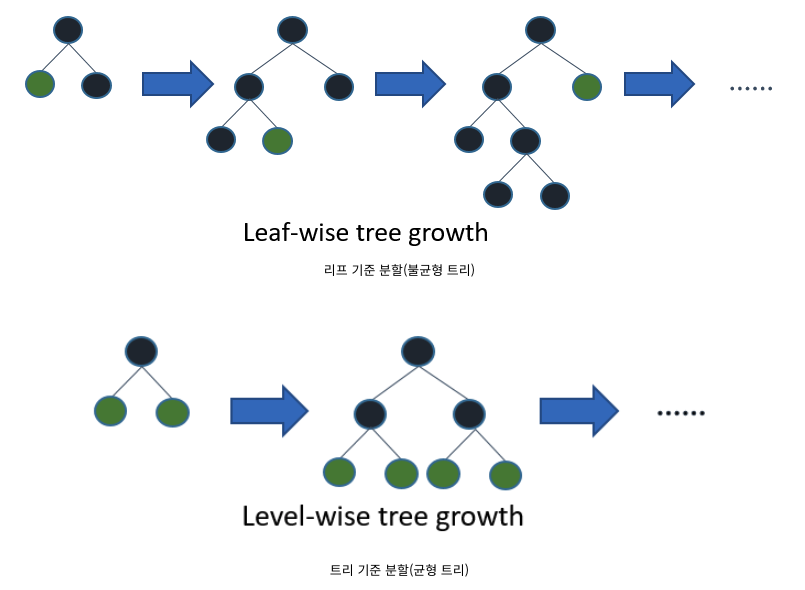 ......
Leaf-wise tree growth
리프 기준 분할(불균형 트리)
......
Level-wise tree growth
트리 기준 분할(균형 트리)